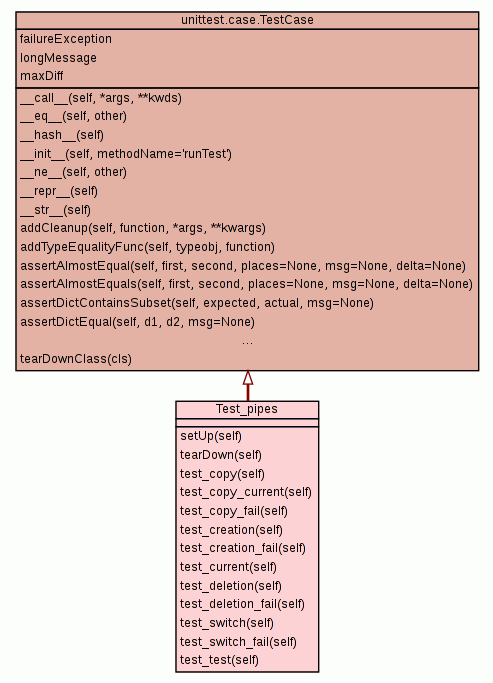 unittest.case.TestCase
failureException
longMessage
maxDiff
__call__(self, *args, **kwds)
__eq__(self, other)
__hash__(self)
__init__(self, methodName='runTest')
__ne__(self, other)
__repr__(self)
__str__(self)
addCleanup(self, function, *args, **kwargs)
addTypeEqualityFunc(self, typeobj, function)
assertAlmostEqual(self, first, second, places=None, msg=None, delta=None)
assertAlmostEquals(self, first, second, places=None, msg=None, delta=None)
assertDictContainsSubset(self, expected, actual, msg=None)
assertDictEqual(self, d1, d2, msg=None)
...
tearDownClass(cls)
Test_pipes
setUp(self)
tearDown(self)
test_copy(self)
test_copy_current(self)
test_copy_fail(self)
test_creation(self)
test_creation_fail(self)
test_current(self)
test_deletion(self)
test_deletion_fail(self)
test_switch(self)
test_switch_fail(self)
test_test(self)